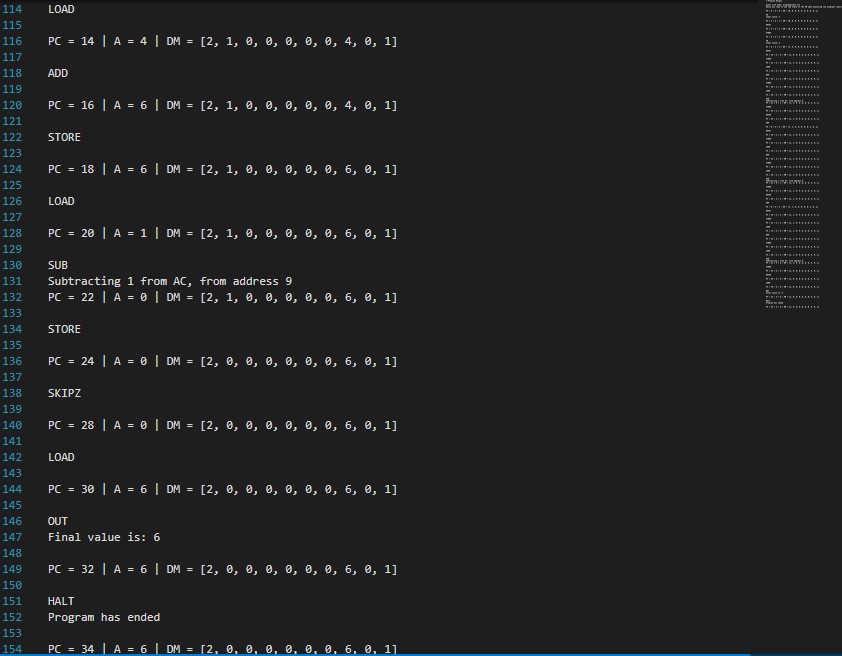 114 LOAD
115
116 PC = 14 | A = 4 | DM = [2, 1, 0, 0, 0, 0, 0, 4, 0, 1]
117
118 ADD
119
120 PC = 16 | A = 6 | DM = [2, 1, 0, 0, 0, 0, 0, 4, 0, 1]
121
122 STORE
123
124 PC = 18 | A = 6 | DM = [2, 1, 0, 0, 0, 0, 0, 6, 0, 1]
125
126 LOAD
127
128 PC = 20 | A = 1 | DM = [2, 1, 0, 0, 0, 0, 0, 6, 0, 1]
129
130 SUB
131 Subtracting 1 from AC, from address 9
132 PC = 22 | A = 0 | DM = [2, 1, 0, 0, 0, 0, 0, 6, 0, 1]
133
134 STORE
135
136 PC = 24 | A = 0 | DM = [2, 0, 0, 0, 0, 0, 0, 6, 0, 1]
137
138 SKIPZ
139
140 PC = 28 | A = 0 | DM = [2, 0, 0, 0, 0, 0, 0, 6, 0, 1]
141
142 LOAD
143
144 PC = 30 | A = 6 | DM = [2, 0, 0, 0, 0, 0, 0, 6, 0, 1]
145
146 OUT
147 Final value is: 6
148
149 PC = 32 | A = 6 | DM = [2, 0, 0, 0, 0, 0, 0, 6, 0, 1]
150
151 HALT
152 Program has ended
153
154 PC = 34 | A = 6 | DM = [2, 0, 0, 0, 0, 0, 0, 6, 0, 1]